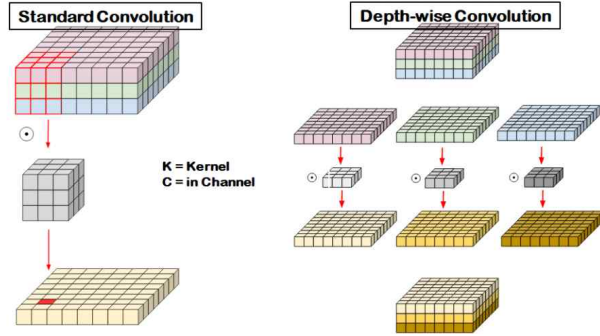 Standard Convolution
Depth-wise Convolution
K = Kernel
C = in Channel